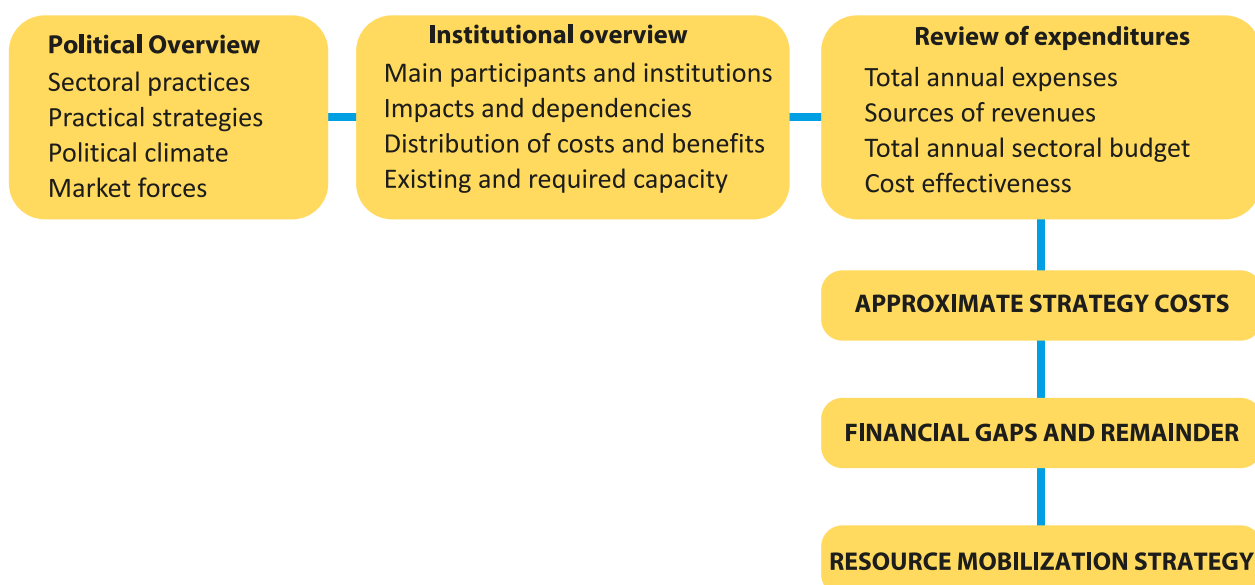 Political Overview
Sectoral practices
Practical strategies
Political climate
Market forces
Institutional overview
Main participants and institutions
Impacts and dependencies
Distribution of costs and benefits
Existing and required capacity
Review of expenditures
Total annual expenses
Sources of revenues
Total annual sectoral budget
Cost effectiveness
APPROXIMATE STRATEGY COSTS
FINANCIAL GAPS AND REMAINDER
RESOURCE MOBILIZATION STRATEGY